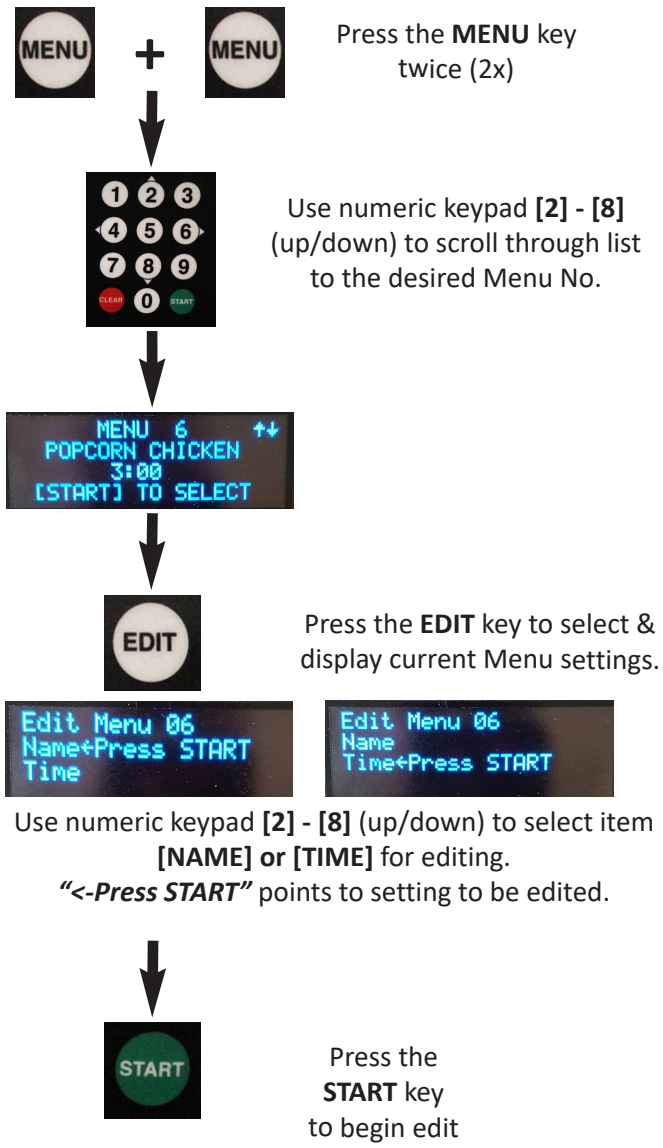 MENU + MENU
Press the MENU key
twice (2x)
1 2 3
4 5 6
7 8 9
CLEAR 0 START
Use numeric keypad [2] - [8]
(up/down) to scroll through list
to the desired Menu No.
MENU 6 ↑↓
POPCORN CHICKEN
3:00
[START] TO SELECT
EDIT
Press the EDIT key to select &
display current Menu settings.
Edit Menu 06
Name←Press START
Time
Edit Menu 06
Name
Time←Press START
Use numeric keypad [2] - [8] (up/down) to select item
[NAME] or [TIME] for editing.
“<-Press START” points to setting to be edited.
START
Press the
START key
to begin edit